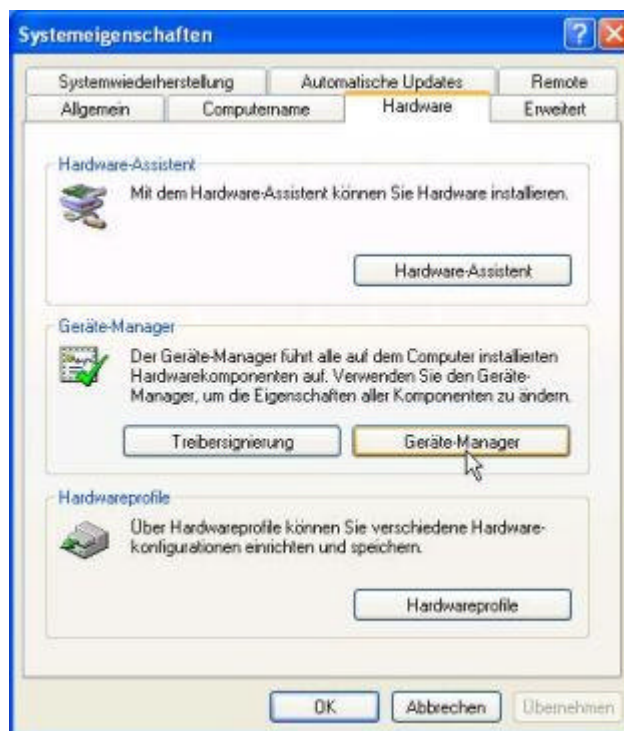 Systemeigenschaften
Systemwiederherstellung Automatische Updates Remote
Allgemein Computername Hardware Erweitert
Hardware-Assistent
Mit dem Hardware-Assistent können Sie Hardware installieren.
Hardware-Assistent
Geräte-Manager
Der Geräte-Manager führt alle auf dem Computer installierten
Hardwarekomponenten auf. Verwenden Sie den Geräte-
Manager, um die Eigenschaften aller Komponenten zu ändern.
Treibersignierung Geräte-Manager
Hardwareprofile
Über Hardwareprofile können Sie verschiedene Hardware-
konfigurationen einrichten und speichern.
Hardwareprofile
OK Abbrechen Übernehmen